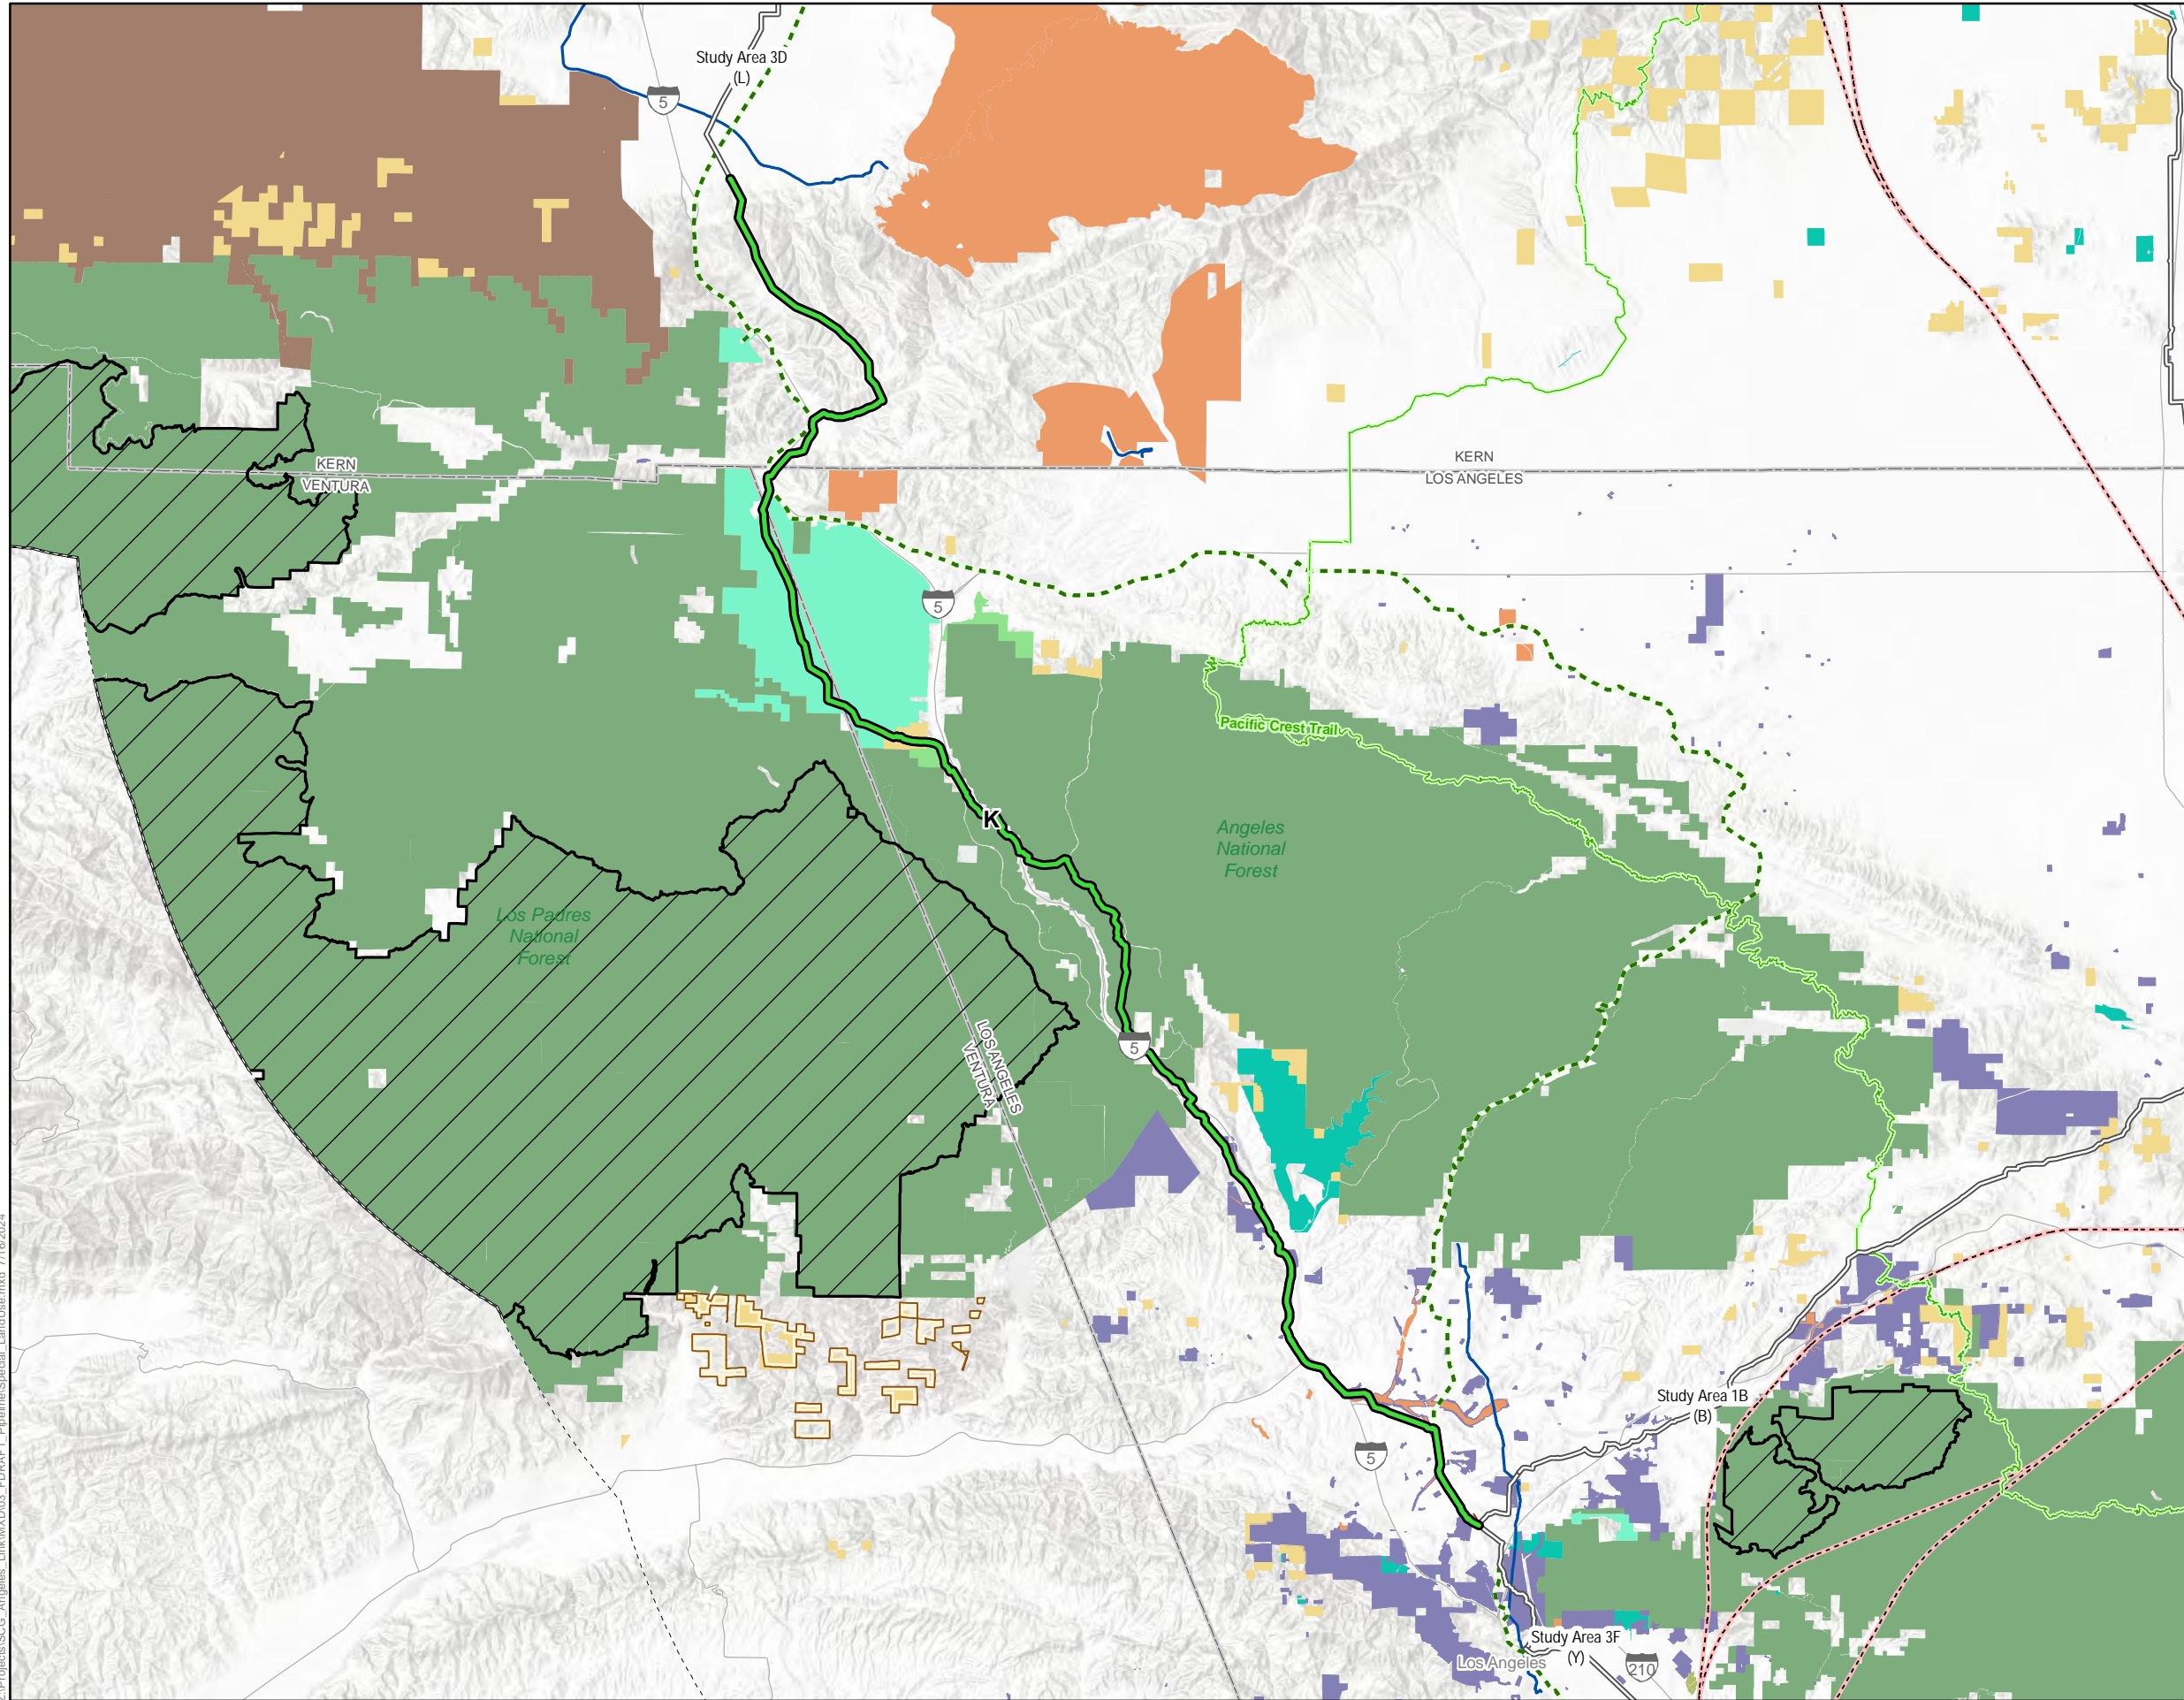 Study Area 3D
(L)
5
KERN
VENTURA
KERN
LOS ANGELES
5
Pacific Crest Trail
K
Angeles
National
Forest
Los Padres
National
Forest
5
LOS ANGELES
VENTURA
Study Area 1B
(B)
5
Study Area 3F
(Y)
Los Angeles
210